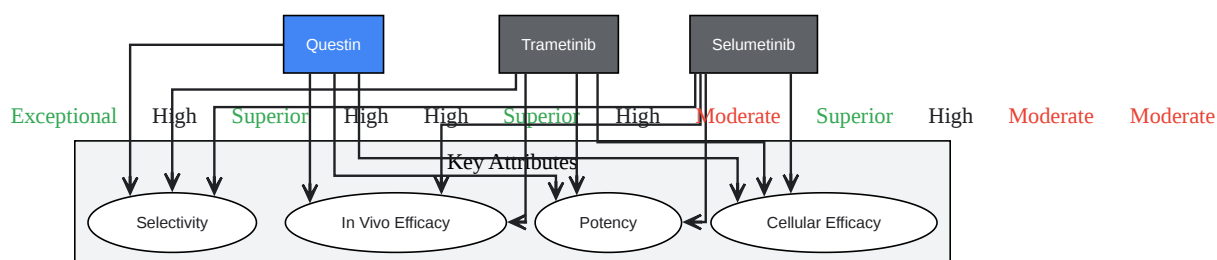 Questin
Trametinib
Selumetinib
Exceptional
High
Superior
High
High
Superior
High
Moderate
Superior
High
Moderate
Moderate
Key Attributes
Selectivity
In Vivo Efficacy
Potency
Cellular Efficacy